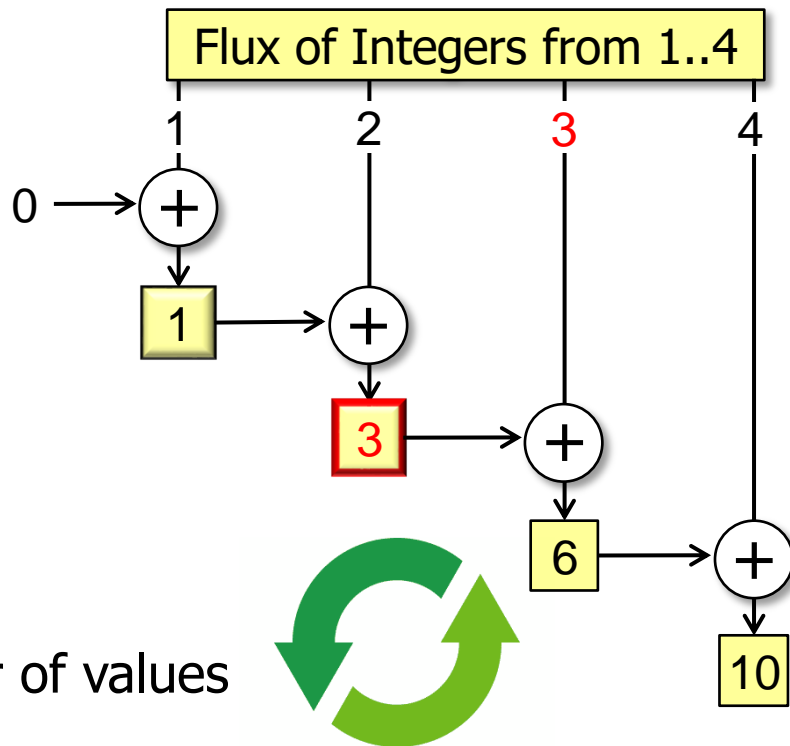 Flux of Integers from 1..4
1 2 3 4
0 +
1 +
3 +
6 +
r of values
10